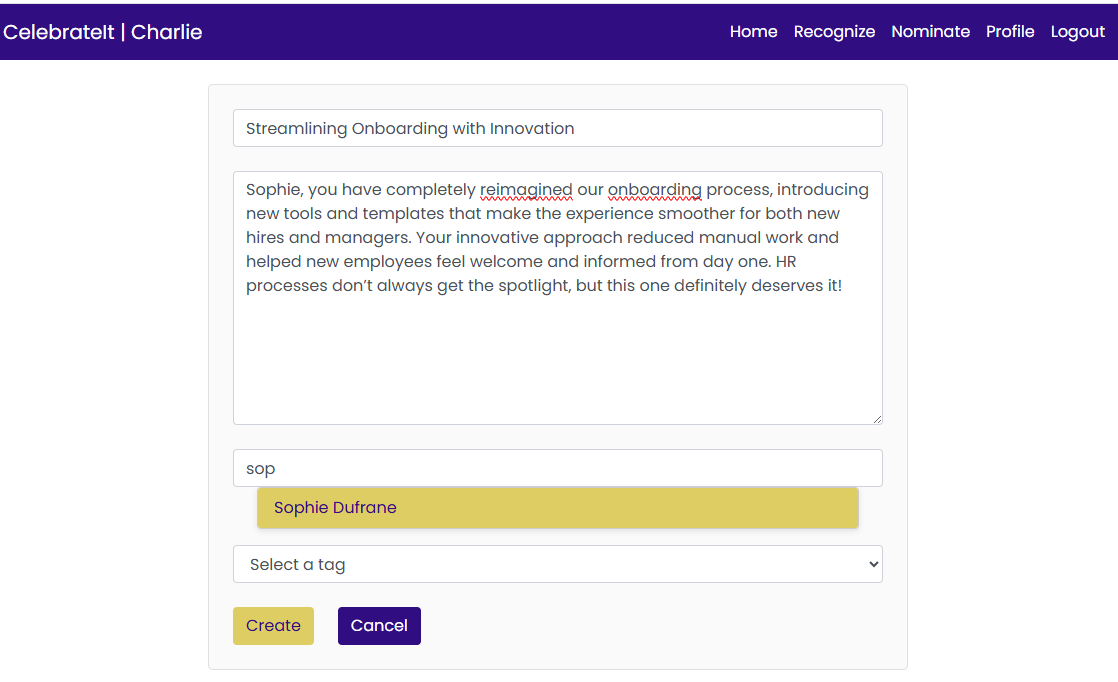 CelebrateIt | Charlie
Home Recognize Nominate Profile Logout
Streamlining Onboarding with Innovation
Sophie, you have completely reimagined our onboarding process, introducing
new tools and templates that make the experience smoother for both new
hires and managers. Your innovative approach reduced manual work and
helped new employees feel welcome and informed from day one. HR
processes don’t always get the spotlight, but this one definitely deserves it!
sop
Sophie Dufrane
Select a tag
Create Cancel